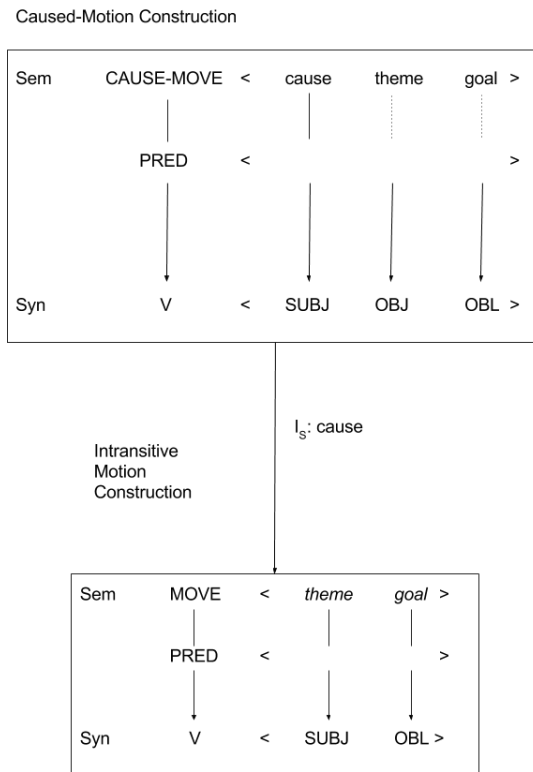 Caused-Motion Construction
Sem CAUSE-MOVE < cause theme goal >
PRED < >
Syn V < SUBJ OBJ OBL >
I_S: cause
Intransitive
Motion
Construction
Sem MOVE < theme goal >
PRED < >
Syn V < SUBJ OBL >